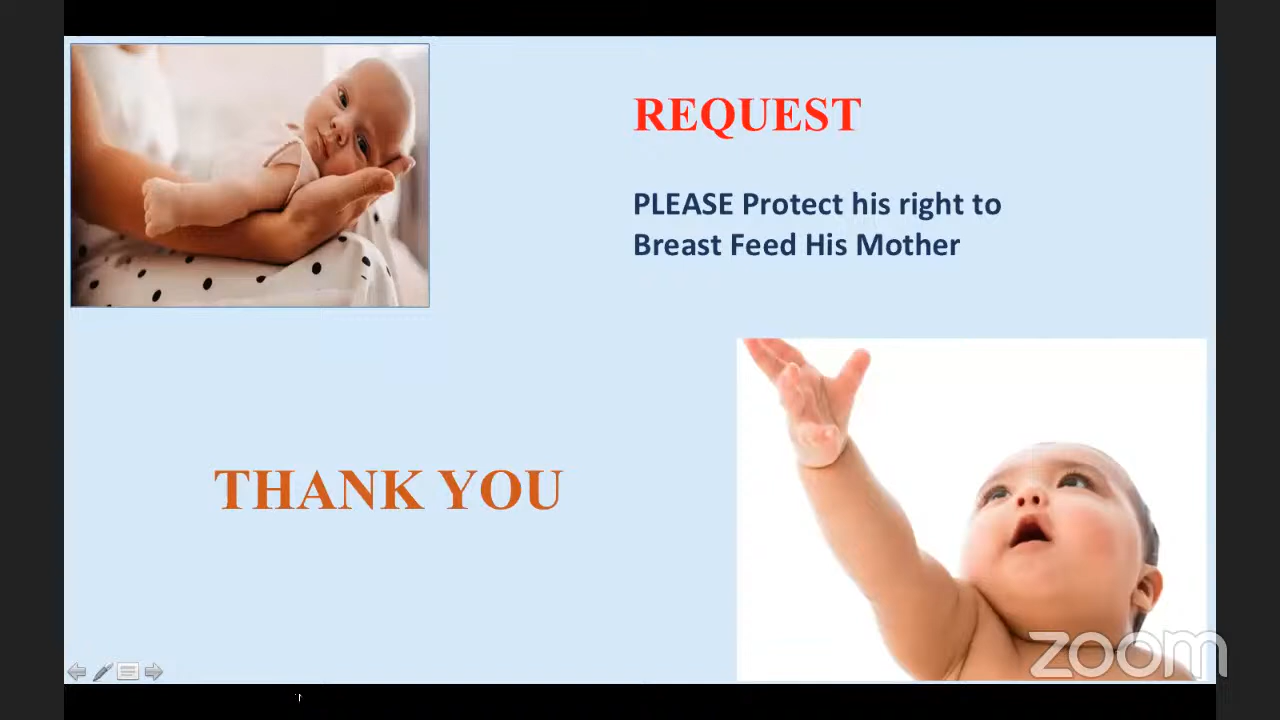 REQUEST
PLEASE Protect his right to
Breast Feed His Mother
THANK YOU
zoom